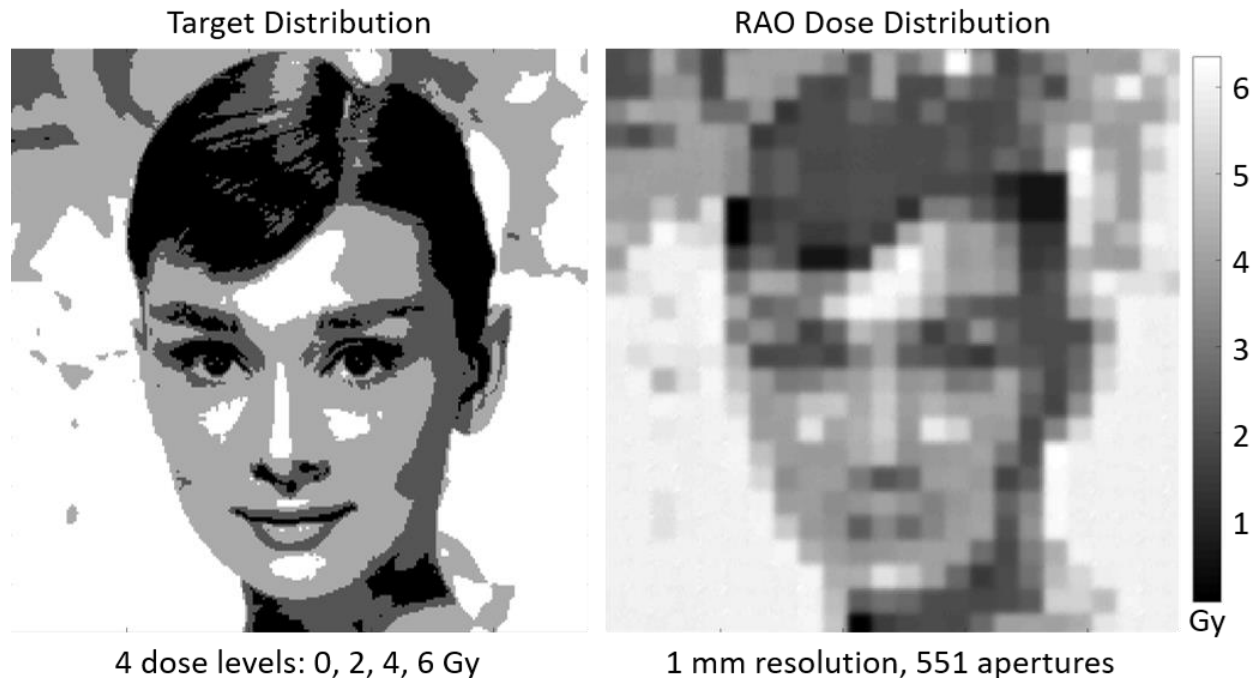 Target Distribution
RAO Dose Distribution
6
5
4
3
2
1
Gy
4 dose levels: 0, 2, 4, 6 Gy
1 mm resolution, 551 apertures